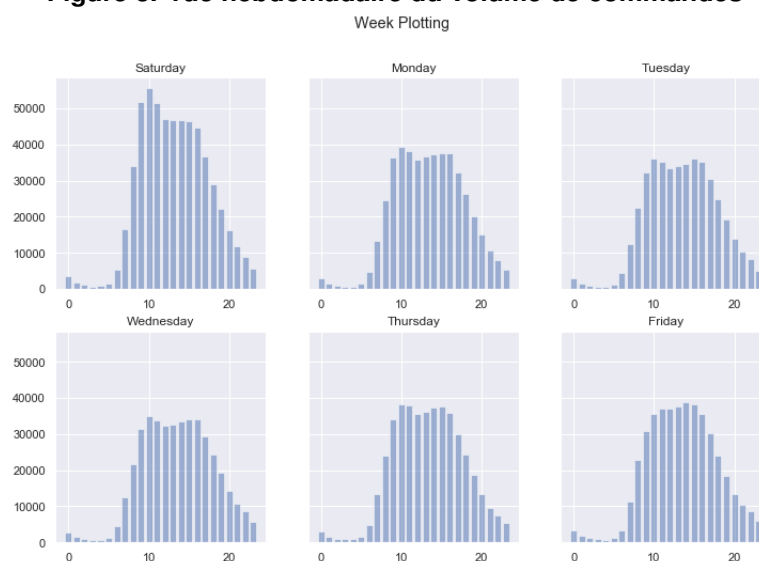 Figure Vue hebdomadaire du volume de commandes
Week Plotting
Saturday Monday Tuesday
50000
40000
30000
20000
10000
0
0 10 20 0 10 20 0 10 20
Wednesday Thursday Friday
50000
40000
30000
20000
10000
0
0 10 20 0 10 20 0 10 20